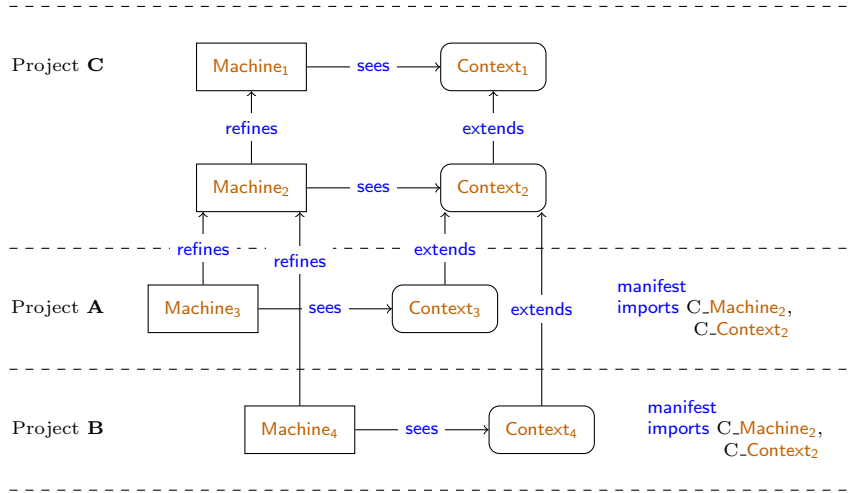 Project C
Machine₁
sees
Context₁
refines
extends
Machine₂
sees
Context₂
refines
refines
extends
Project A
Machine₃
sees
Context₃
extends
manifest
imports C_Machine₂,
C_Context₂
Project B
Machine₄
sees
Context₄
manifest
imports C_Machine₂,
C_Context₂